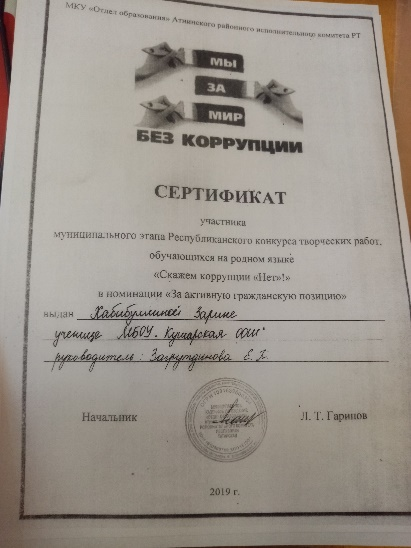 МКУ «Отдел образования» Атнинского районного исполнительного комитета РТ
МЫ
ЗА
МИР
БЕЗ КОРРУПЦИИ
СЕРТИФИКАТ
участника
муниципального этапа Республиканского конкурса творческих работ,
обучающихся на родном языке
«Скажем коррупции «Нет»!»
в номинации «За активную гражданскую позицию»
выдан Хабибуллиной Зарине
ученице МБОУ "Кушарская ООШ"
руководитель: Загрутдинова Е. Х.
Начальник
Л. Т. Гарипов
2019 г.